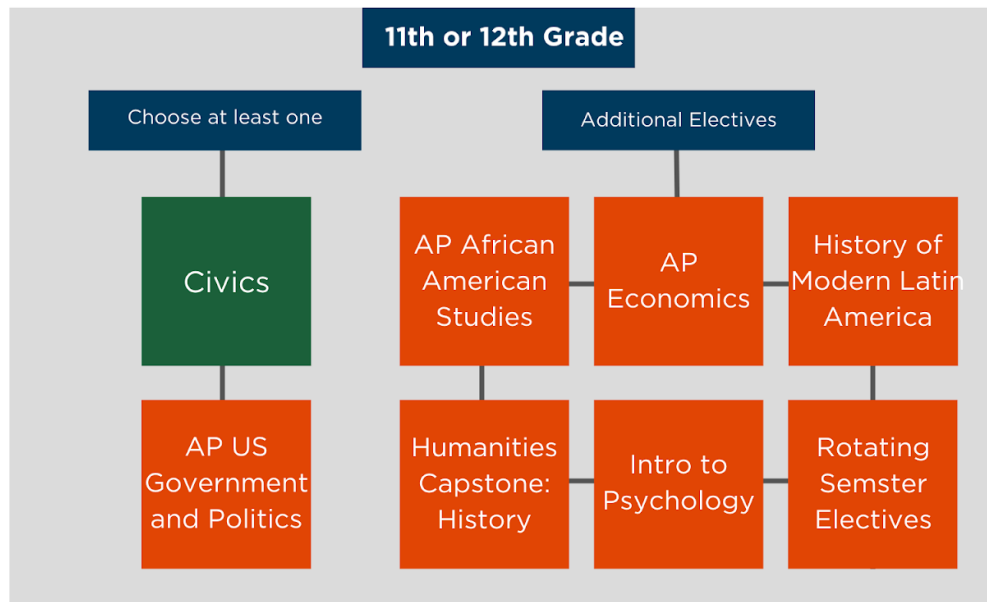 11th or 12th Grade
Choose at least one
Additional Electives
Civics
AP US
Government
and Politics
AP African
American
Studies
AP
Economics
History of
Modern Latin
America
Humanities
Capstone:
History
Intro to
Psychology
Rotating
Semster
Electives